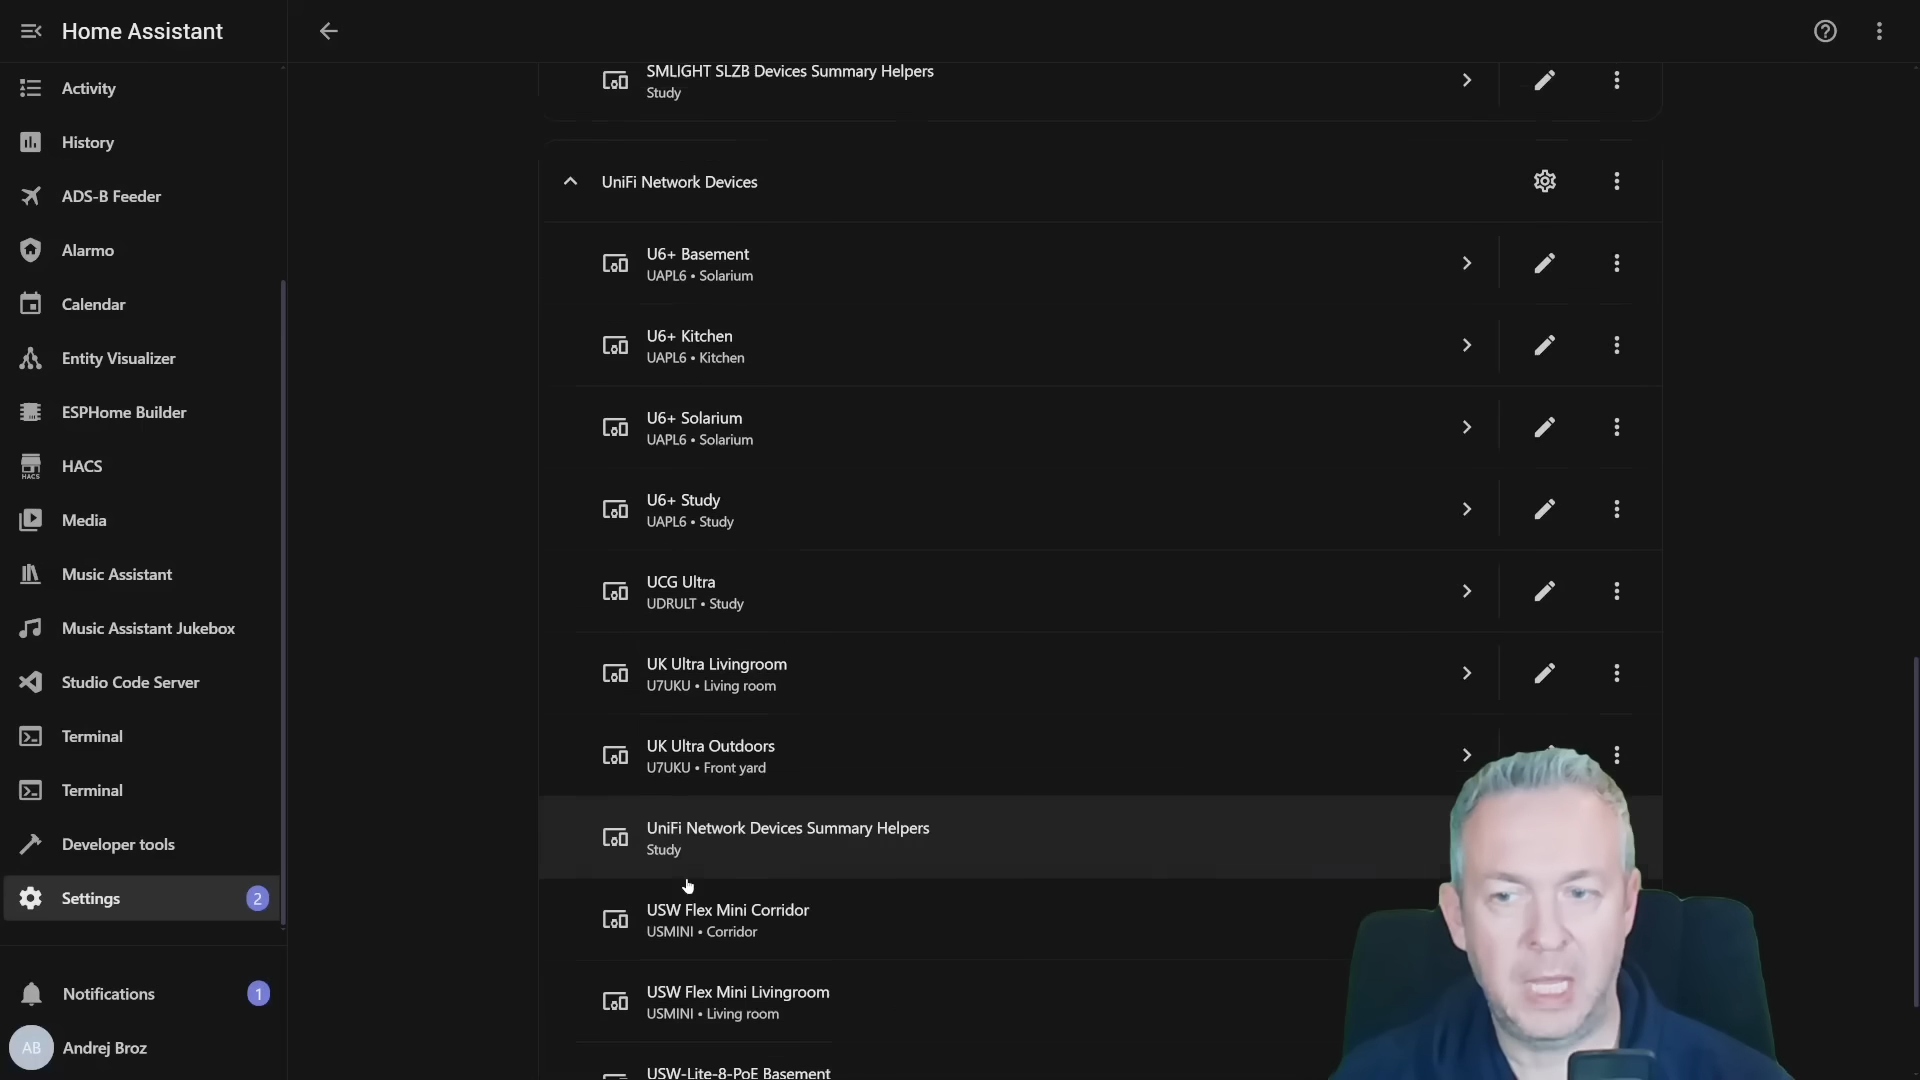 Home Assistant
Activity
History
ADS-B Feeder
Alarmo
Calendar
Entity Visualizer
ESPHome Builder
HACS
HACS
Media
Music Assistant
Music Assistant Jukebox
Studio Code Server
Terminal
Terminal
Developer tools
Settings 2
Notifications 1
AB Andrej Broz
SMLIGHT SLZB Devices Summary Helpers
Study
UniFi Network Devices
U6+ Basement
UAPL6 • Solarium
U6+ Kitchen
UAPL6 • Kitchen
U6+ Solarium
UAPL6 • Solarium
U6+ Study
UAPL6 • Study
UCG Ultra
UDRULT • Study
UK Ultra Livingroom
U7UKU • Living room
UK Ultra Outdoors
U7UKU • Front yard
UniFi Network Devices Summary Helpers
Study
USW Flex Mini Corridor
USMINI • Corridor
USW Flex Mini Livingroom
USMINI • Living room
USW-Lite-8-PoE Basement